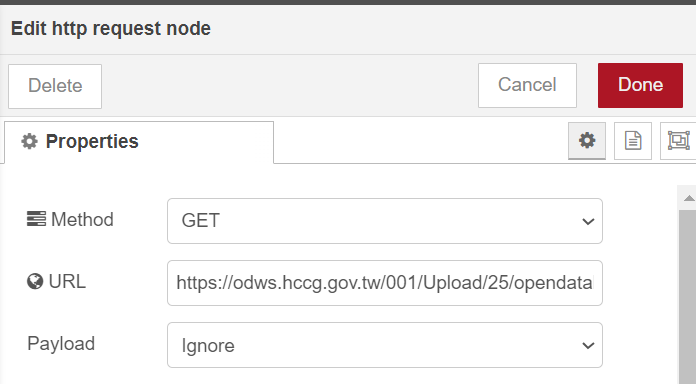 Edit http request node
Delete
Cancel
Done
Properties
Method
GET
URL
https://odws.hccg.gov.tw/001/Upload/25/opendata
Payload
Ignore